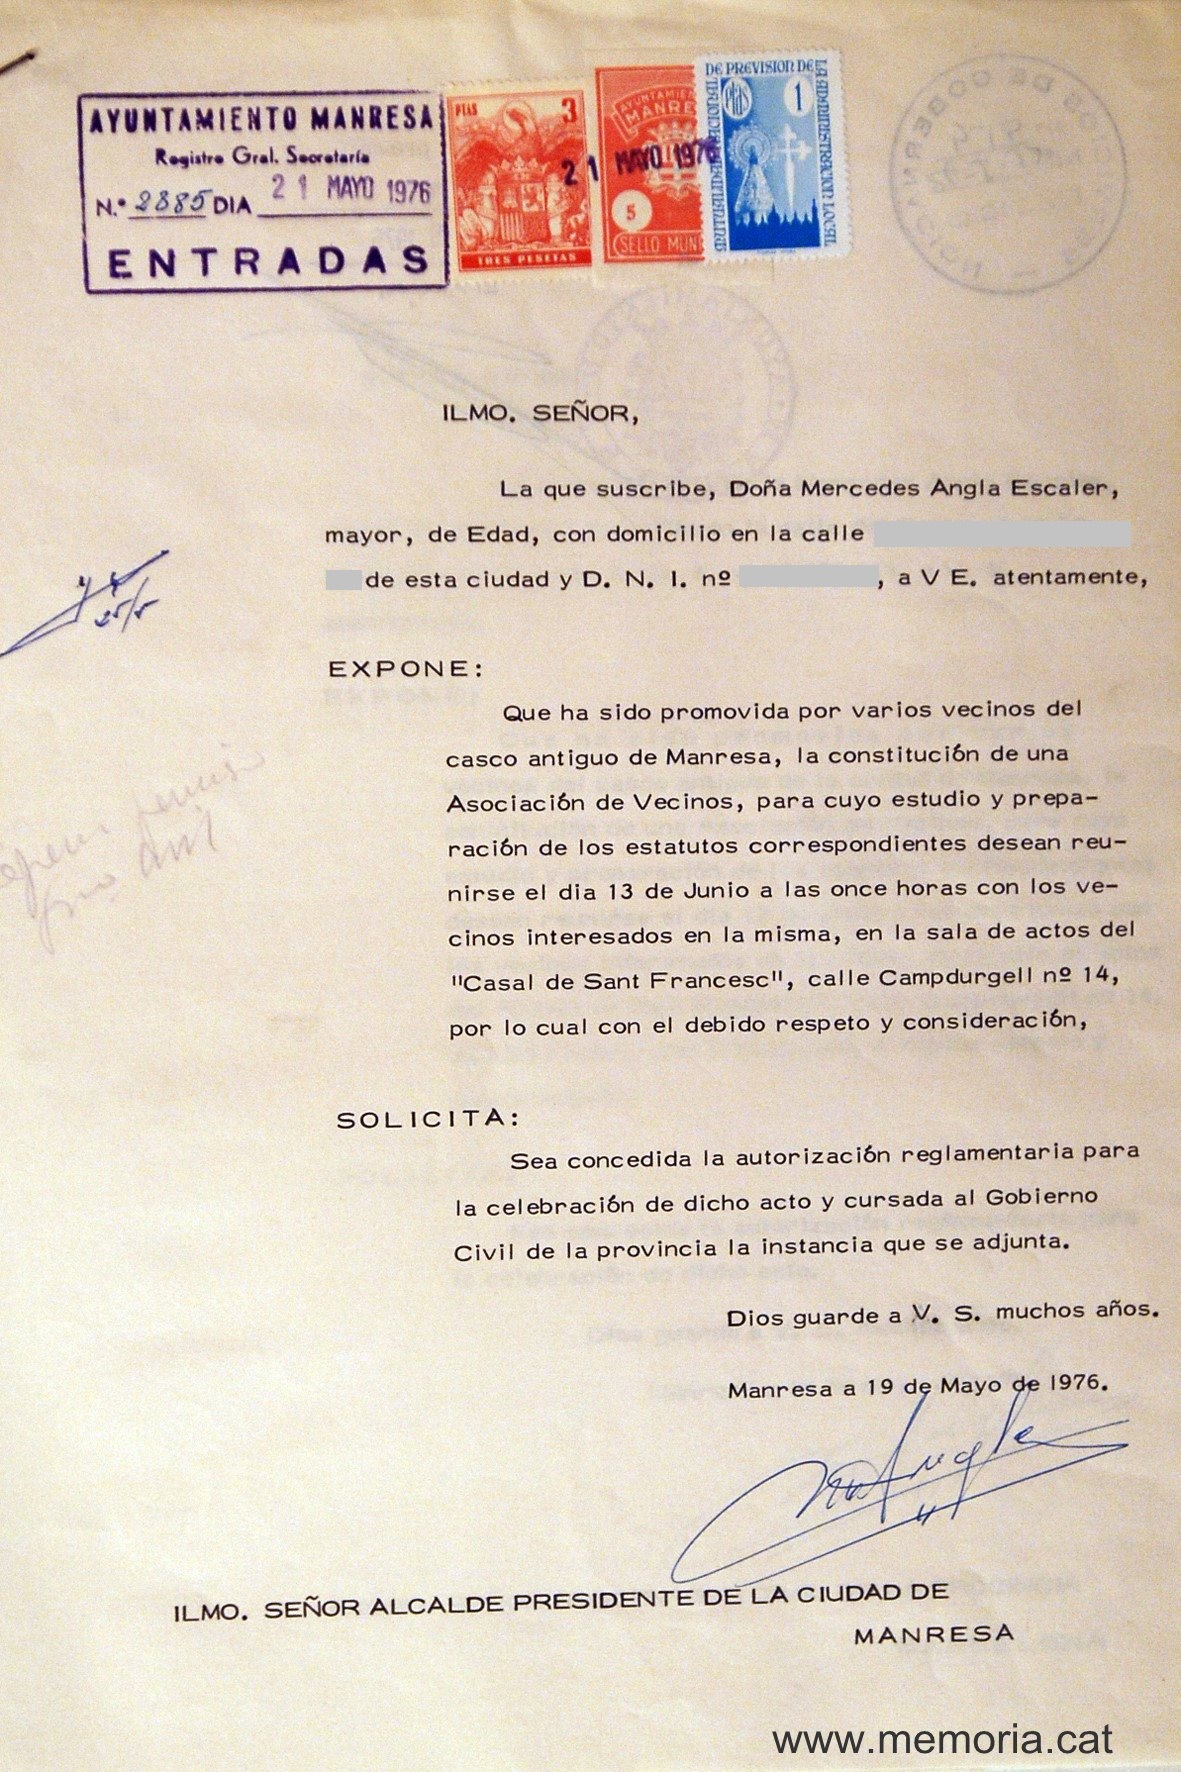 AYUNTAMIENTO MANRESA
Registro Gral. Secretaría
N.º 2885 DIA 21 MAYO 1976
ENTRADAS
PTAS 3
TRES PESETAS
AYUNTAMIENTO
MANRE
5
SELLO MUN
21 MAYO 1976
MUTUALIDAD NACIONAL DE PREVISION DE LA ADMINISTRACION LOCAL
PTAS 1
ILMO. SEÑOR,
La que suscribe, Doña Mercedes Angla Escaler,
mayor, de Edad, con domicilio en la calle
de esta ciudad y D. N. I. nº , a V E. atentamente,
25/5
EXPONE:
Que ha sido promovida por varios vecinos del
casco antiguo de Manresa, la constitución de una
Asociación de Vecinos, para cuyo estudio y prepa-
ración de los estatutos correspondientes desean reu-
nirse el dia 13 de Junio a las once horas con los ve-
cinos interesados en la misma, en la sala de actos del
"Casal de Sant Francesc", calle Campdurgell nº 14,
por lo cual con el debido respeto y consideración,
SOLICITA:
Sea concedida la autorización reglamentaria para
la celebración de dicho acto y cursada al Gobierno
Civil de la provincia la instancia que se adjunta.
Dios guarde a V. S. muchos años.
Manresa a 19 de Mayo de 1976.
ILMO. SEÑOR ALCALDE PRESIDENTE DE LA CIUDAD DE
MANRESA
www.memoria.cat